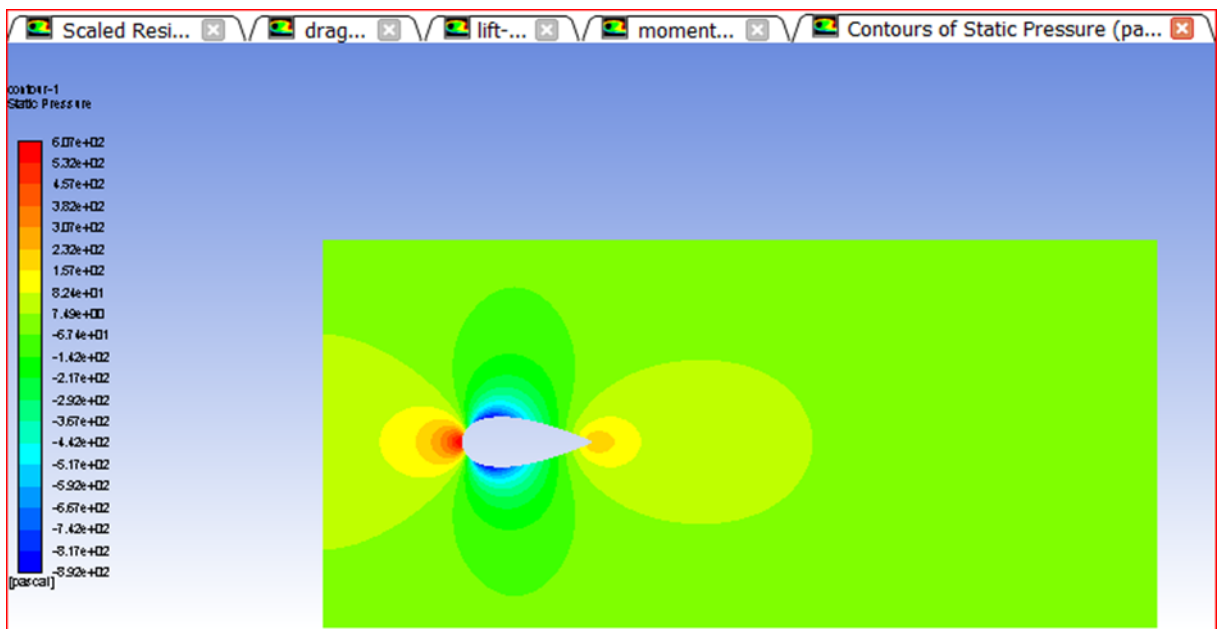 Scaled Resi... drag... lift-... moment... Contours of Static Pressure (pa...
contour-1
Static Pressure
6.07e+02
5.32e+02
4.57e+02
3.82e+02
3.07e+02
2.32e+02
1.57e+02
8.24e+01
7.49e+00
-6.74e+01
-1.42e+02
-2.17e+02
-2.92e+02
-3.67e+02
-4.42e+02
-5.17e+02
-5.92e+02
-6.67e+02
-7.42e+02
-8.17e+02
-8.92e+02
[pascal]